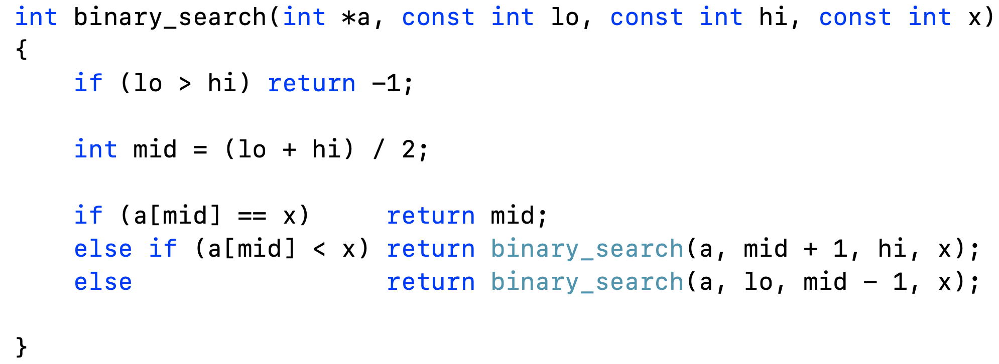 int binary_search(int *a, const int lo, const int hi, const int x)
{
    if (lo > hi) return -1;

    int mid = (lo + hi) / 2;

    if (a[mid] == x)     return mid;
    else if (a[mid] < x) return binary_search(a, mid + 1, hi, x);
    else                 return binary_search(a, lo, mid - 1, x);

}